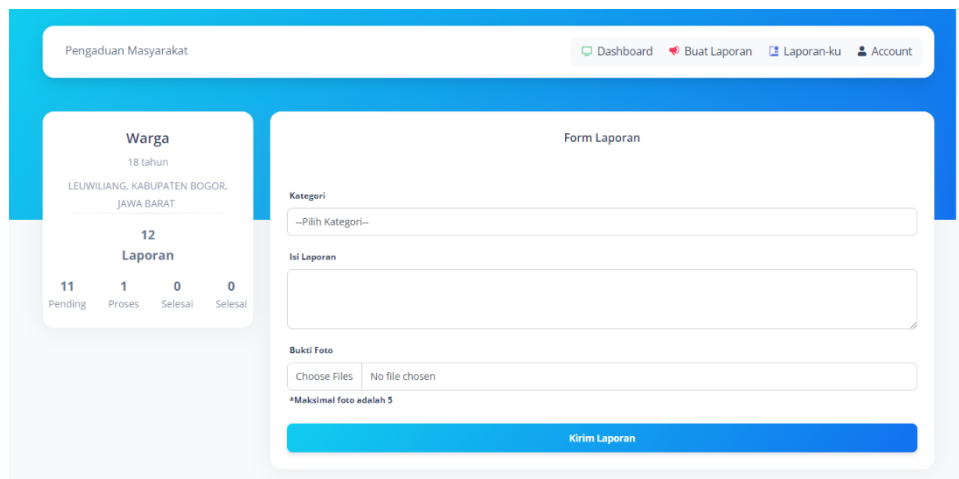 Pengaduan Masyarakat
Dashboard Buat Laporan Laporan-ku Account
Warga
18 tahun
LEUWILIANG, KABUPATEN BOGOR,
JAWA BARAT
12
Laporan
11 1 0 0
Pending Proses Selesai Selesai
Form Laporan
Kategori
--Pilih Kategori--
Isi Laporan
Bukti Foto
Choose Files No file chosen
*Maksimal foto adalah 5
Kirim Laporan